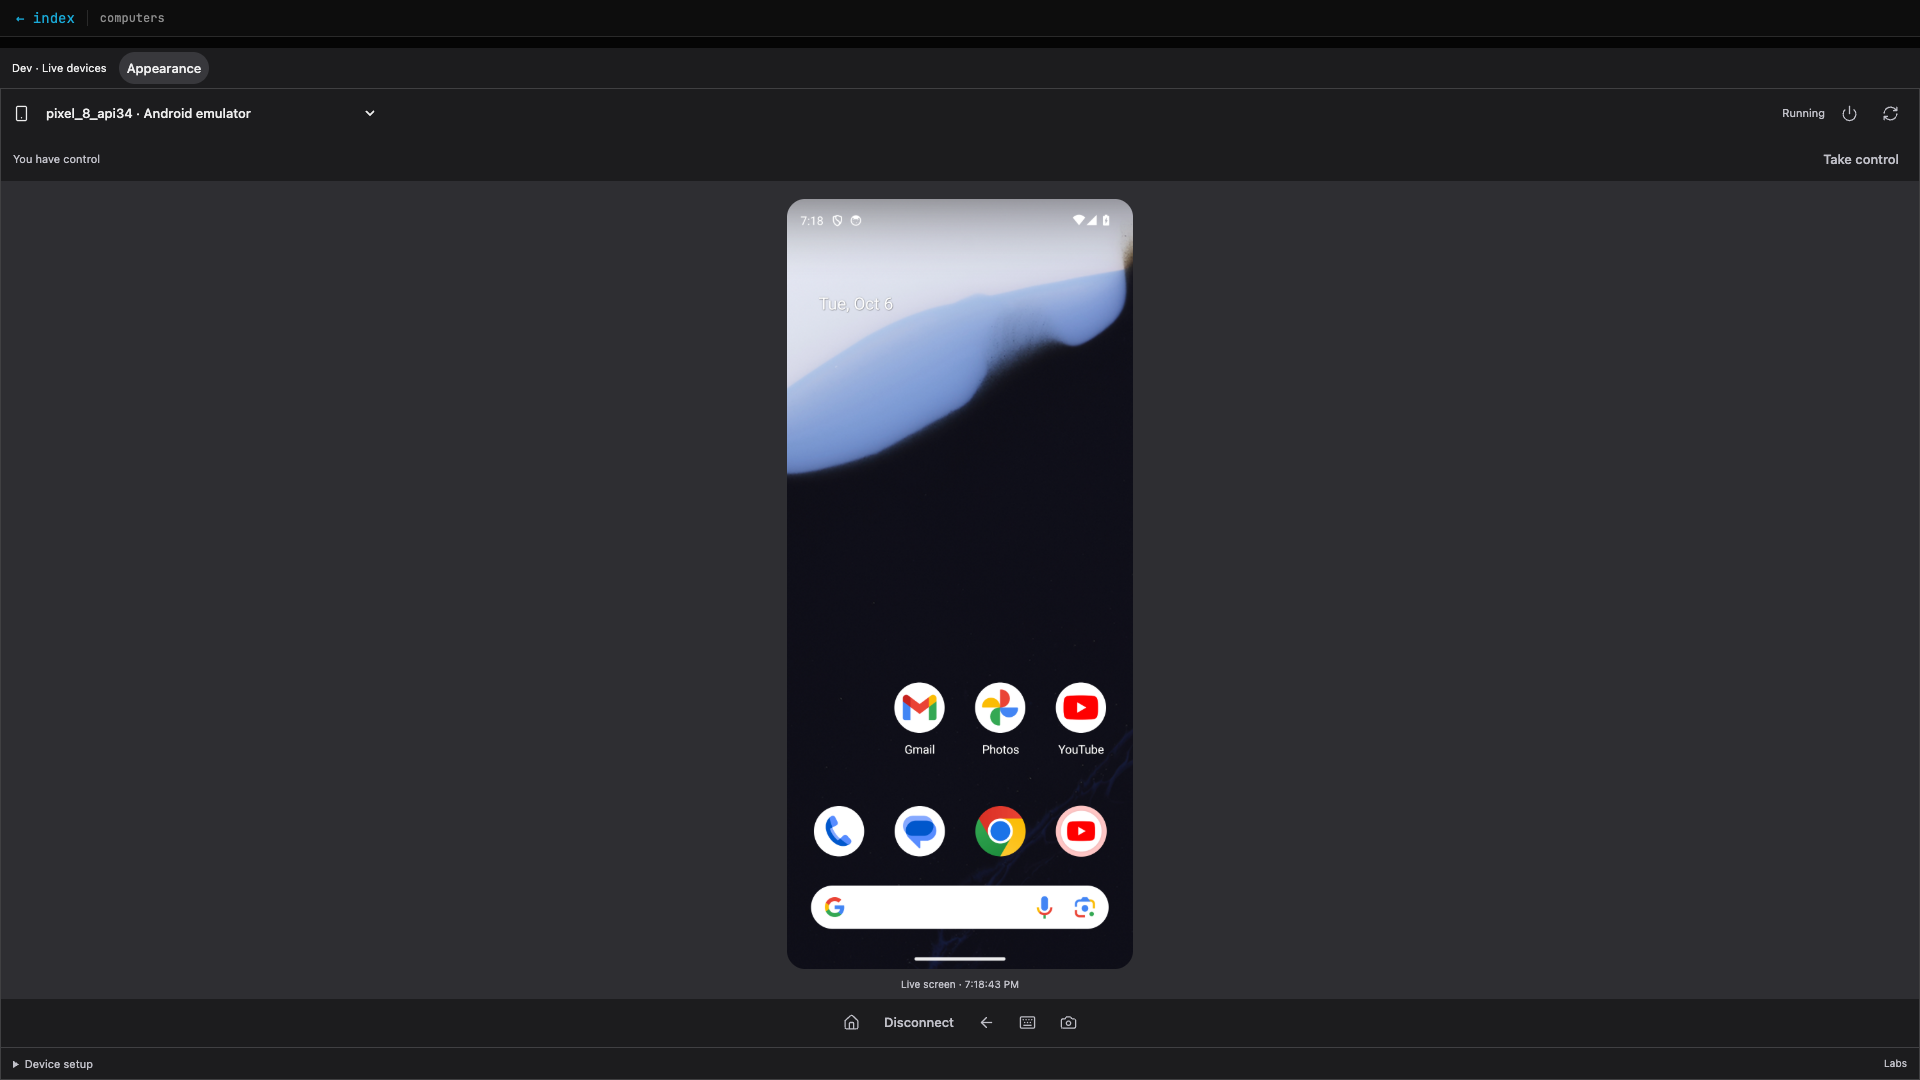 ← index
computers
Dev · Live devices
Appearance
pixel_8_api34 · Android emulator
Running
You have control
Take control
7:18
Tue, Oct 6
Gmail
Photos
YouTube
Live screen · 7:18:43 PM
Disconnect
Device setup
Labs